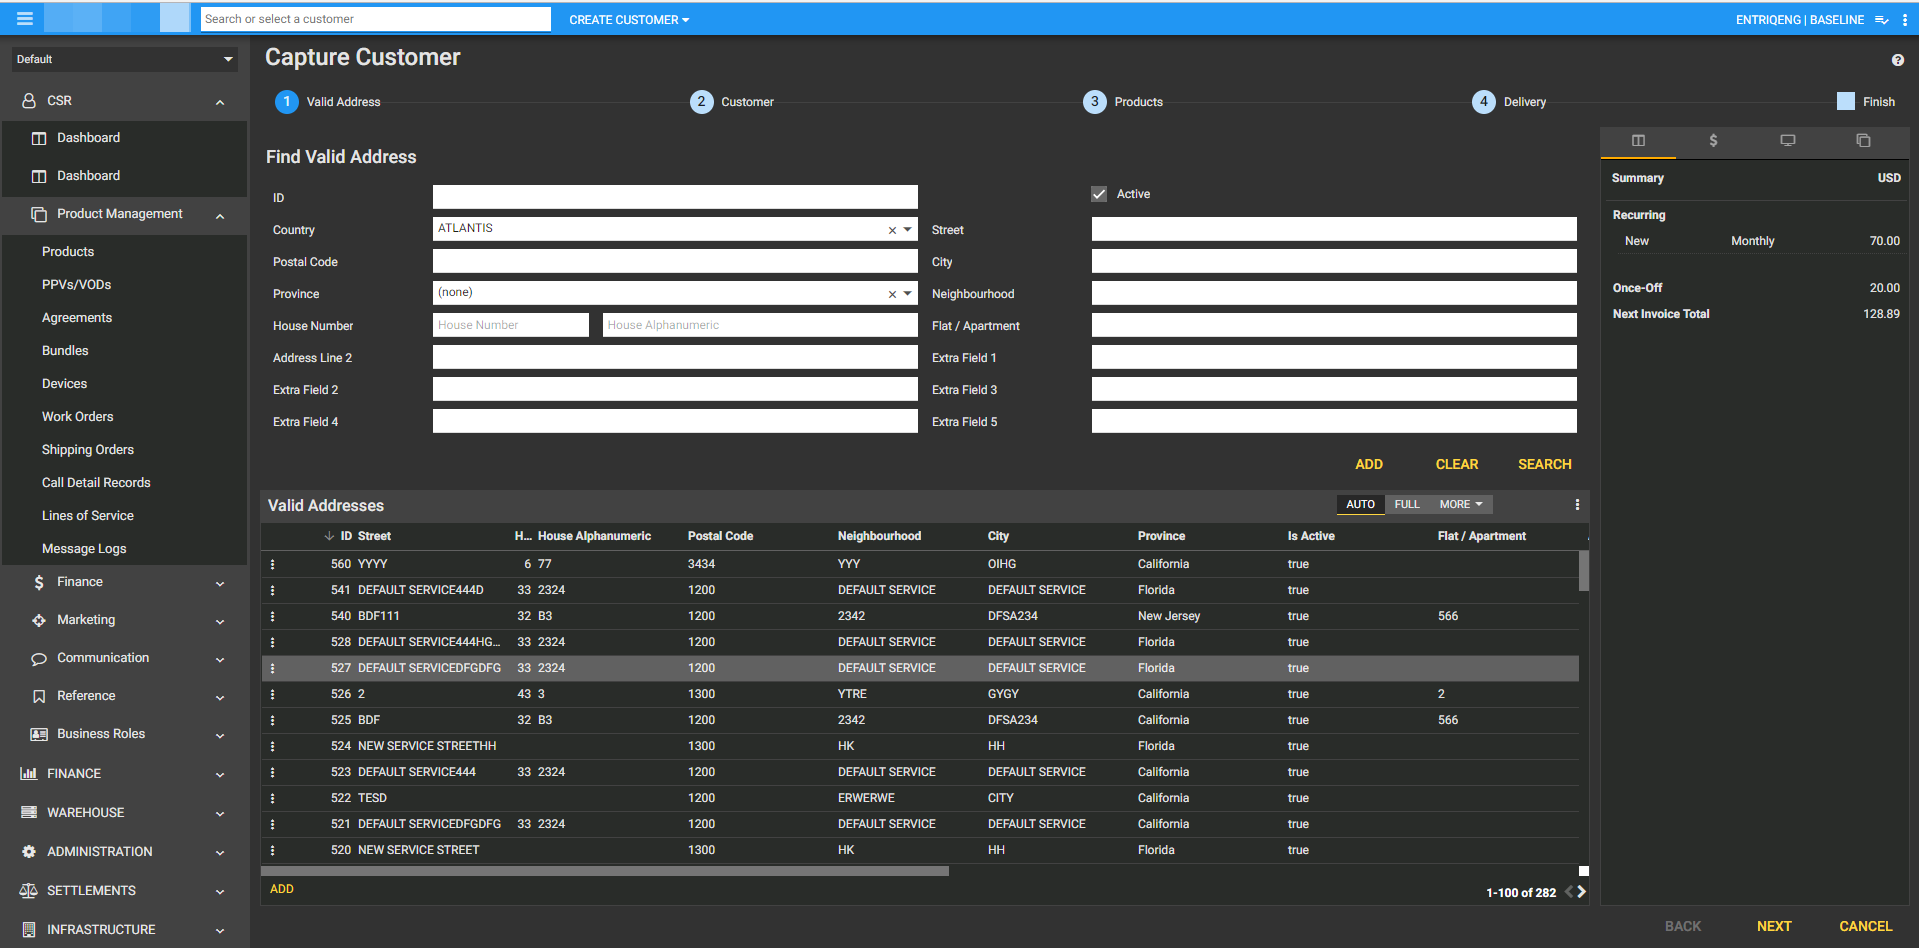 Search or select a customer
CREATE CUSTOMER
ENTRIQENG | BASELINE
Default
CSR
Dashboard
Dashboard
Product Management
Products
PPVs/VODs
Agreements
Bundles
Devices
Work Orders
Shipping Orders
Call Detail Records
Lines of Service
Message Logs
Finance
Marketing
Communication
Reference
Business Roles
FINANCE
WAREHOUSE
ADMINISTRATION
SETTLEMENTS
INFRASTRUCTURE
Capture Customer
?
1 Valid Address 2 Customer 3 Products 4 Delivery Finish
Find Valid Address
ID
Active
Country ATLANTIS Street
Postal Code City
Province (none) Neighbourhood
House Number House Number House Alphanumeric Flat / Apartment
Address Line 2 Extra Field 1
Extra Field 2 Extra Field 3
Extra Field 4 Extra Field 5
ADD CLEAR SEARCH
Valid Addresses AUTO FULL MORE
ID Street H... House Alphanumeric Postal Code Neighbourhood City Province Is Active Flat / Apartment
560 YYYY 6 77 3434 YYY OIHG California true
541 DEFAULT SERVICE444D 33 2324 1200 DEFAULT SERVICE DEFAULT SERVICE Florida true
540 BDF111 32 B3 1200 2342 DFSA234 New Jersey true 566
528 DEFAULT SERVICE444HG... 33 2324 1200 DEFAULT SERVICE DEFAULT SERVICE Florida true
527 DEFAULT SERVICEDFGDFG 33 2324 1200 DEFAULT SERVICE DEFAULT SERVICE Florida true
526 2 43 3 1300 YTRE GYGY California true 2
525 BDF 32 B3 1200 2342 DFSA234 California true 566
524 NEW SERVICE STREETHH 1300 HK HH Florida true
523 DEFAULT SERVICE444 33 2324 1200 DEFAULT SERVICE DEFAULT SERVICE California true
522 TESD 1200 ERWERWE CITY California true
521 DEFAULT SERVICEDFGDFG 33 2324 1200 DEFAULT SERVICE DEFAULT SERVICE California true
520 NEW SERVICE STREET 1300 HK HH Florida true
ADD
1-100 of 282
$
Summary USD
Recurring
New Monthly 70.00
Once-Off 20.00
Next Invoice Total 128.89
BACK NEXT CANCEL